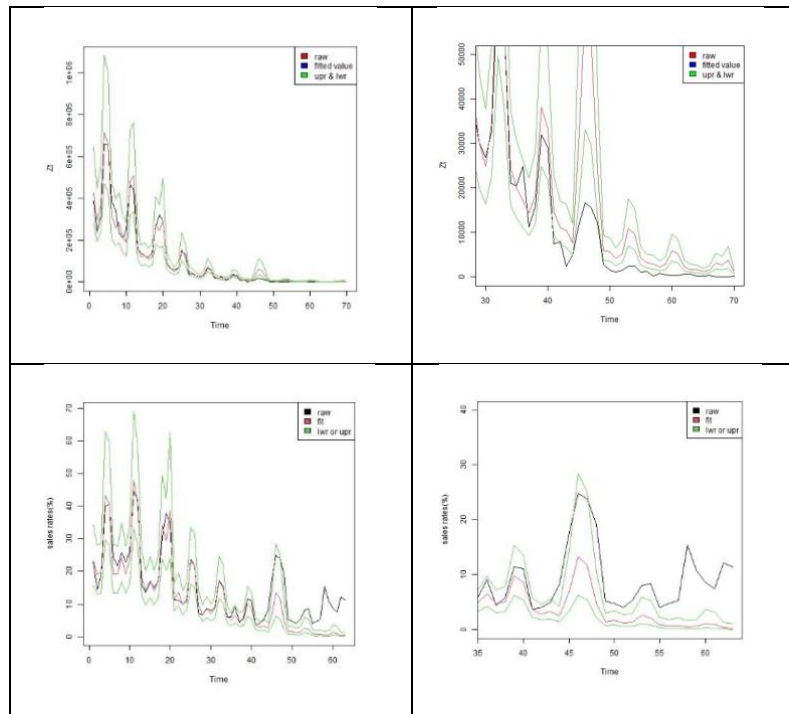 raw
fitted value
upr & lwr
Zt
0e+00 2e+05 4e+05 6e+05 8e+05 1e+06
0 10 20 30 40 50 60 70
Time
raw
fitted value
upr & lwr
Zt
0 10000 20000 30000 40000 50000
30 40 50 60 70
Time
raw
fit
lwr or upr
sales rates(%)
0 10 20 30 40 50 60 70
0 10 20 30 40 50 60
Time
raw
fit
lwr or upr
sales rates(%)
0 10 20 30 40
35 40 45 50 55 60
Time